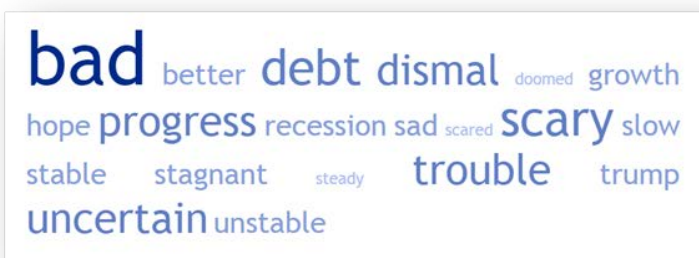 bad better debt dismal doomed growth
hope progress recession sad scared scary slow
stable stagnant steady trouble trump
uncertain unstable